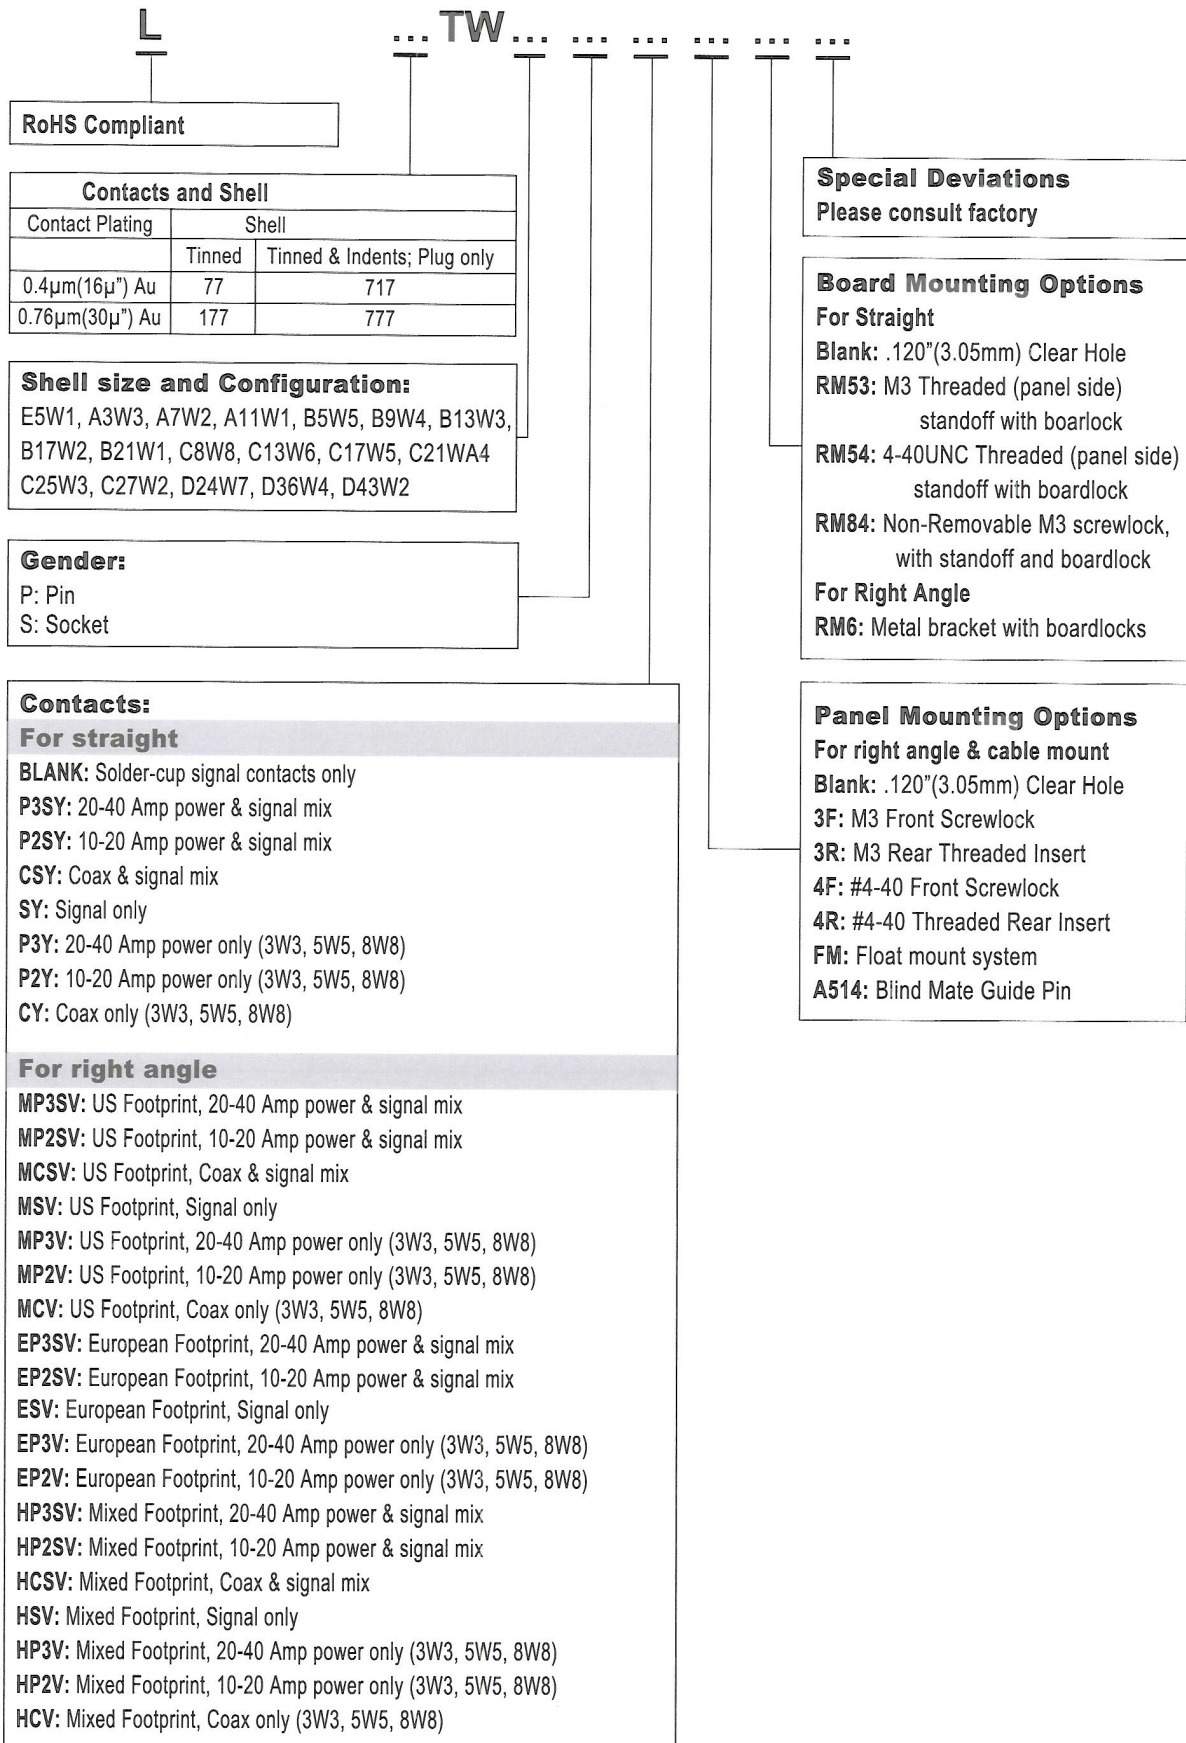 L ... TW ... ... ... ... ... ...
RoHS Compliant
Contacts and Shell
Contact Plating Shell
Tinned Tinned & Indents; Plug only
0.4µm(16µ") Au 77 717
0.76µm(30µ") Au 177 777
Shell size and Configuration:
E5W1, A3W3, A7W2, A11W1, B5W5, B9W4, B13W3,
B17W2, B21W1, C8W8, C13W6, C17W5, C21WA4
C25W3, C27W2, D24W7, D36W4, D43W2
Gender:
P: Pin
S: Socket
Contacts:
For straight
BLANK: Solder-cup signal contacts only
P3SY: 20-40 Amp power & signal mix
P2SY: 10-20 Amp power & signal mix
CSY: Coax & signal mix
SY: Signal only
P3Y: 20-40 Amp power only (3W3, 5W5, 8W8)
P2Y: 10-20 Amp power only (3W3, 5W5, 8W8)
CY: Coax only (3W3, 5W5, 8W8)
For right angle
MP3SV: US Footprint, 20-40 Amp power & signal mix
MP2SV: US Footprint, 10-20 Amp power & signal mix
MCSV: US Footprint, Coax & signal mix
MSV: US Footprint, Signal only
MP3V: US Footprint, 20-40 Amp power only (3W3, 5W5, 8W8)
MP2V: US Footprint, 10-20 Amp power only (3W3, 5W5, 8W8)
MCV: US Footprint, Coax only (3W3, 5W5, 8W8)
EP3SV: European Footprint, 20-40 Amp power & signal mix
EP2SV: European Footprint, 10-20 Amp power & signal mix
ESV: European Footprint, Signal only
EP3V: European Footprint, 20-40 Amp power only (3W3, 5W5, 8W8)
EP2V: European Footprint, 10-20 Amp power only (3W3, 5W5, 8W8)
HP3SV: Mixed Footprint, 20-40 Amp power & signal mix
HP2SV: Mixed Footprint, 10-20 Amp power & signal mix
HCSV: Mixed Footprint, Coax & signal mix
HSV: Mixed Footprint, Signal only
HP3V: Mixed Footprint, 20-40 Amp power only (3W3, 5W5, 8W8)
HP2V: Mixed Footprint, 10-20 Amp power only (3W3, 5W5, 8W8)
HCV: Mixed Footprint, Coax only (3W3, 5W5, 8W8)
Special Deviations
Please consult factory
Board Mounting Options
For Straight
Blank: .120"(3.05mm) Clear Hole
RM53: M3 Threaded (panel side)
standoff with boarlock
RM54: 4-40UNC Threaded (panel side)
standoff with boardlock
RM84: Non-Removable M3 screwlock,
with standoff and boardlock
For Right Angle
RM6: Metal bracket with boardlocks
Panel Mounting Options
For right angle & cable mount
Blank: .120"(3.05mm) Clear Hole
3F: M3 Front Screwlock
3R: M3 Rear Threaded Insert
4F: #4-40 Front Screwlock
4R: #4-40 Threaded Rear Insert
FM: Float mount system
A514: Blind Mate Guide Pin